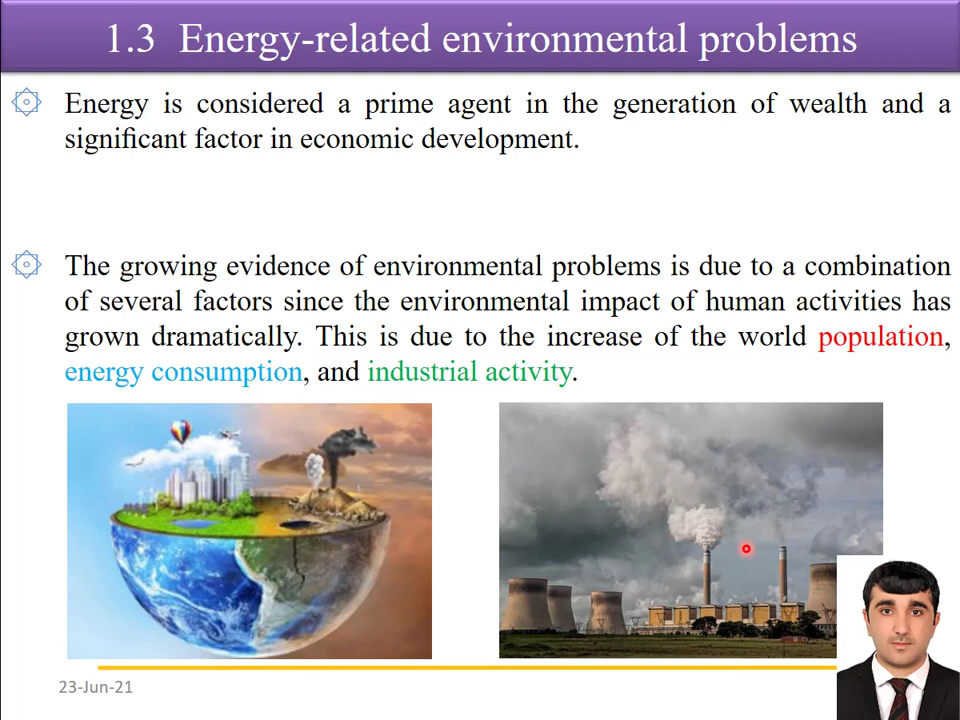 1.3 Energy-related environmental problems
Energy is considered a prime agent in the generation of wealth and a
significant factor in economic development.
The growing evidence of environmental problems is due to a combination
of several factors since the environmental impact of human activities has
grown dramatically. This is due to the increase of the world population,
energy consumption, and industrial activity.
23-Jun-21